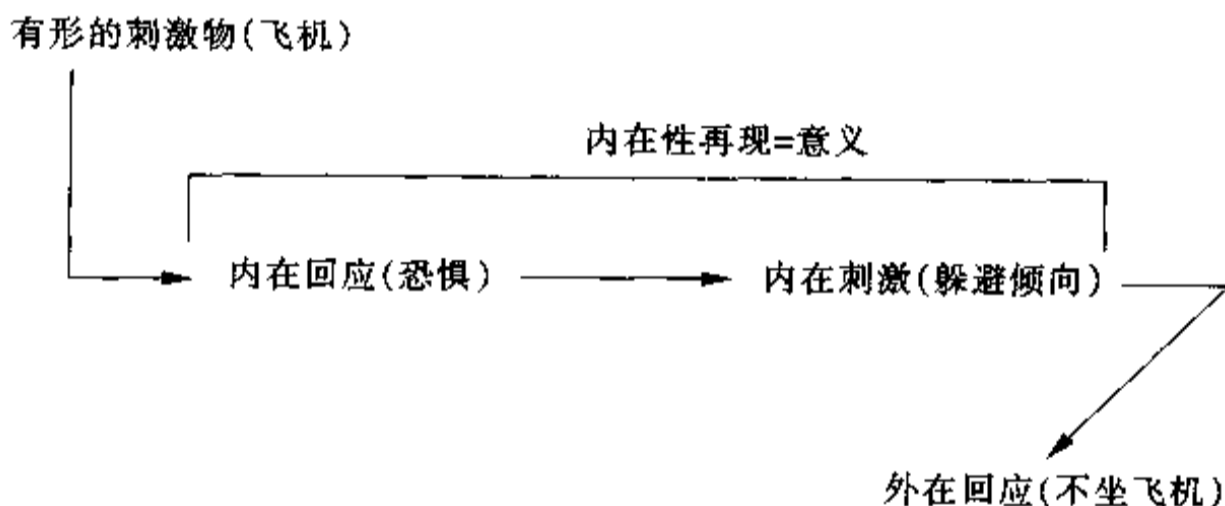 有形的刺激物(飞机)
内在性再现=意义
内在回应(恐惧)
内在刺激(躲避倾向)
外在回应(不坐飞机)